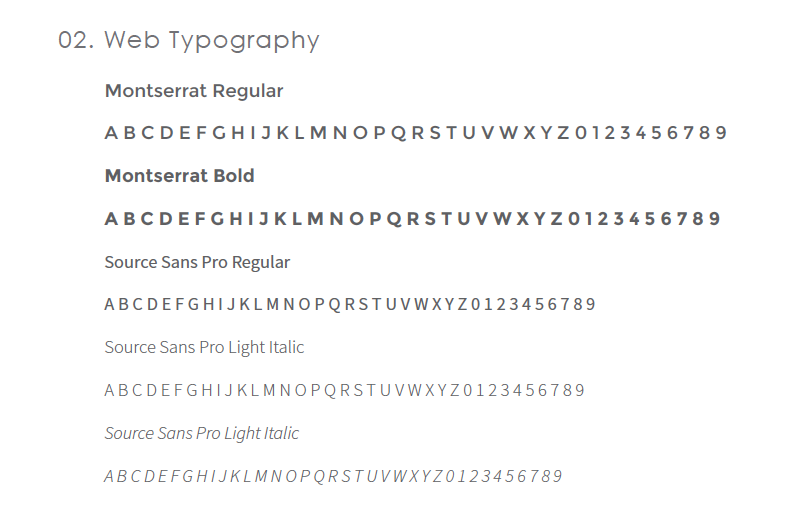 02. Web Typography
Montserrat Regular
A B C D E F G H I J K L M N O P Q R S T U V W X Y Z 0 1 2 3 4 5 6 7 8 9
Montserrat Bold
A B C D E F G H I J K L M N O P Q R S T U V W X Y Z 0 1 2 3 4 5 6 7 8 9
Source Sans Pro Regular
A B C D E F G H I J K L M N O P Q R S T U V W X Y Z 0 1 2 3 4 5 6 7 8 9
Source Sans Pro Light Italic
A B C D E F G H I J K L M N O P Q R S T U V W X Y Z 0 1 2 3 4 5 6 7 8 9
Source Sans Pro Light Italic
A B C D E F G H I J K L M N O P Q R S T U V W X Y Z 0 1 2 3 4 5 6 7 8 9